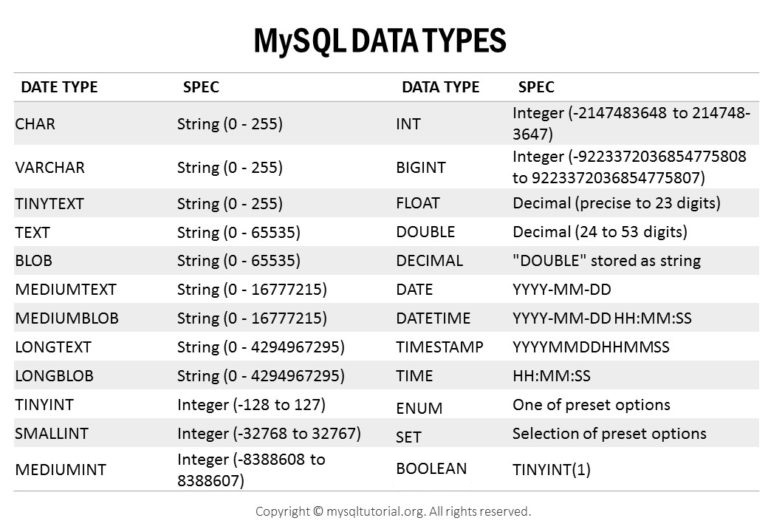 MySQL DATA TYPES
DATE TYPE SPEC DATA TYPE SPEC
CHAR String (0 - 255) INT Integer (-2147483648 to 214748-
3647)
VARCHAR String (0 - 255) BIGINT Integer (-9223372036854775808
to 9223372036854775807)
TINYTEXT String (0 - 255) FLOAT Decimal (precise to 23 digits)
TEXT String (0 - 65535) DOUBLE Decimal (24 to 53 digits)
BLOB String (0 - 65535) DECIMAL "DOUBLE" stored as string
MEDIUMTEXT String (0 - 16777215) DATE YYYY-MM-DD
MEDIUMBLOB String (0 - 16777215) DATETIME YYYY-MM-DD HH:MM:SS
LONGTEXT String (0 - 4294967295) TIMESTAMP YYYYMMDDHHMMSS
LONGBLOB String (0 - 4294967295) TIME HH:MM:SS
TINYINT Integer (-128 to 127) ENUM One of preset options
SMALLINT Integer (-32768 to 32767) SET Selection of preset options
MEDIUMINT Integer (-8388608 to
8388607) BOOLEAN TINYINT(1)
Copyright © mysqltutorial.org. All rights reserved.